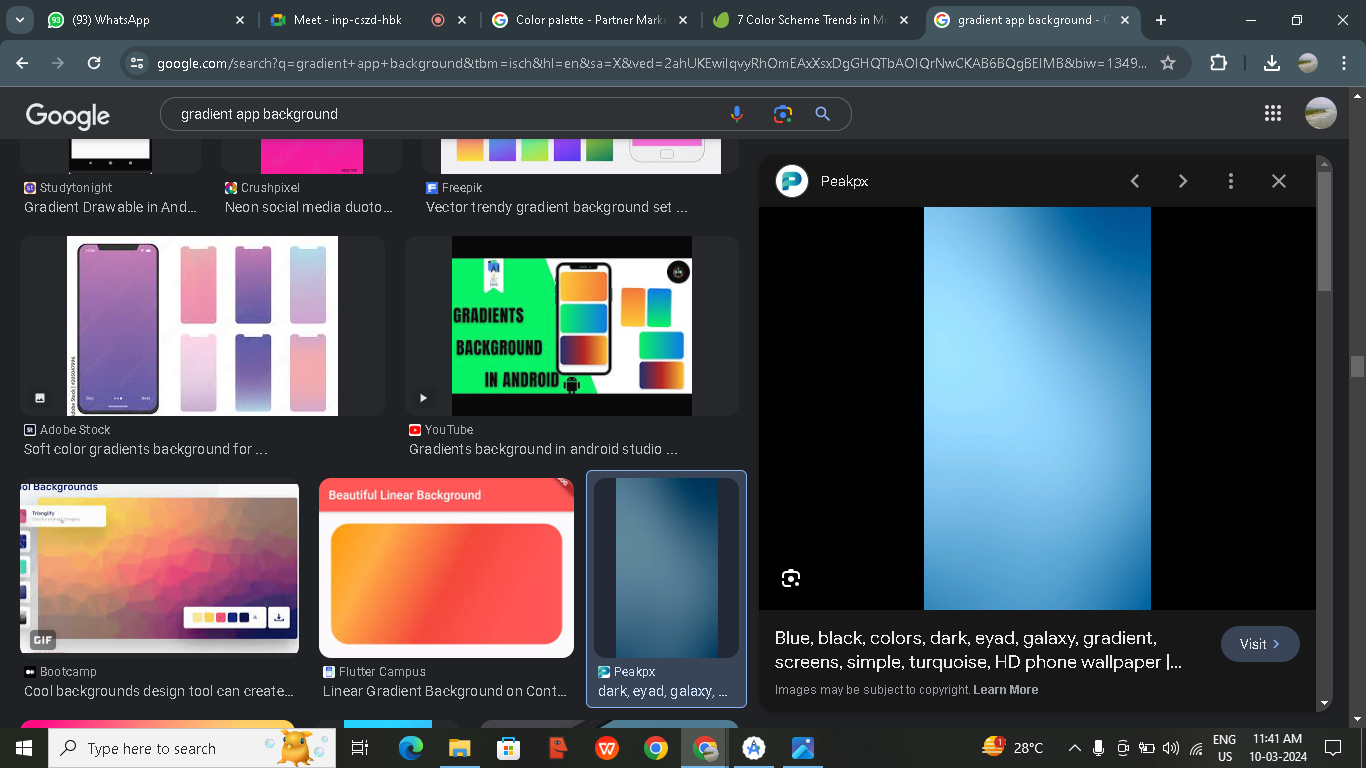 (93) WhatsApp
Meet - inp-cszd-hbk
Color palette - Partner Mark
7 Color Scheme Trends in M
gradient app background -
google.com/search?q=gradient+app+background&tbm=isch&hl=en&sa=X&ved=2ahUKEwilqvyRhOmEAxXsxDgGHQTbAOIQrNwCKAB6BQgBEIMB&biw=1349...
Google
gradient app background
Studytonight
Gradient Drawable in And...
Crushpixel
Neon social media duoto...
Freepik
Vector trendy gradient background set ...
Peakpx
Adobe Stock
Soft color gradients background for ...
GRADIENTS
BACKGROUND
IN ANDROID
YouTube
Gradients background in android studio ...
ol Backgrounds
Trianglify
GIF
Bootcamp
Cool backgrounds design tool can create...
Beautiful Linear Background
Flutter Campus
Linear Gradient Background on Cont...
Peakpx
dark, eyad, galaxy, ...
Blue, black, colors, dark, eyad, galaxy, gradient,
screens, simple, turquoise, HD phone wallpaper |...
Visit
Images may be subject to copyright. Learn More
Type here to search
28°C
ENG
US
11:41 AM
10-03-2024